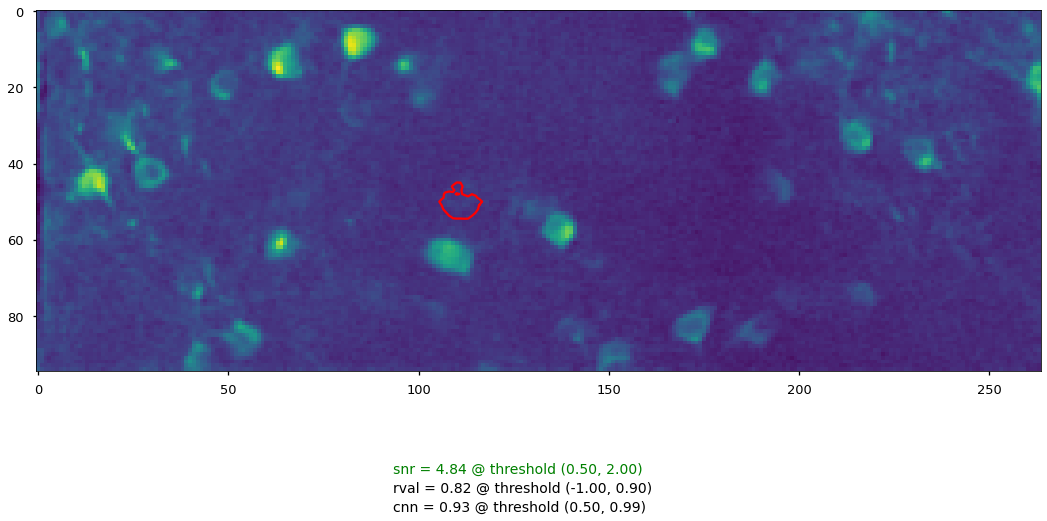 0
20
40
60
80
0 50 100 150 200 250
snr = 4.84 @ threshold (0.50, 2.00)
rval = 0.82 @ threshold (-1.00, 0.90)
cnn = 0.93 @ threshold (0.50, 0.99)